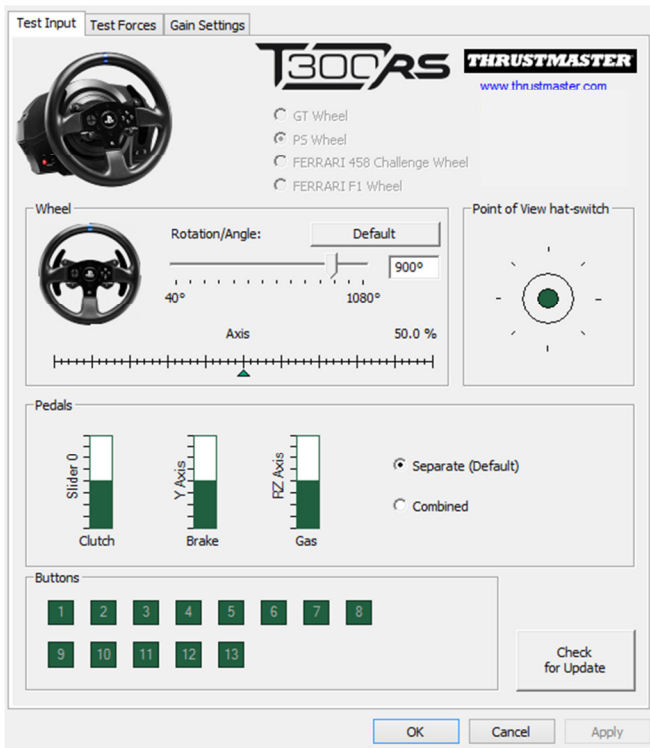 Test Input Test Forces Gain Settings
T300RS THRUSTMASTER
www.thrustmaster.com
GT Wheel
PS Wheel
FERRARI 458 Challenge Wheel
FERRARI F1 Wheel
Wheel
Rotation/Angle: Default
900°
40° 1080°
Axis 50.0 %
Point of View hat-switch
Pedals
Slider 0
Clutch
Y Axis
Brake
RZ Axis
Gas
Separate (Default)
Combined
Buttons
1 2 3 4 5 6 7 8
9 10 11 12 13
Check
for Update
OK Cancel Apply